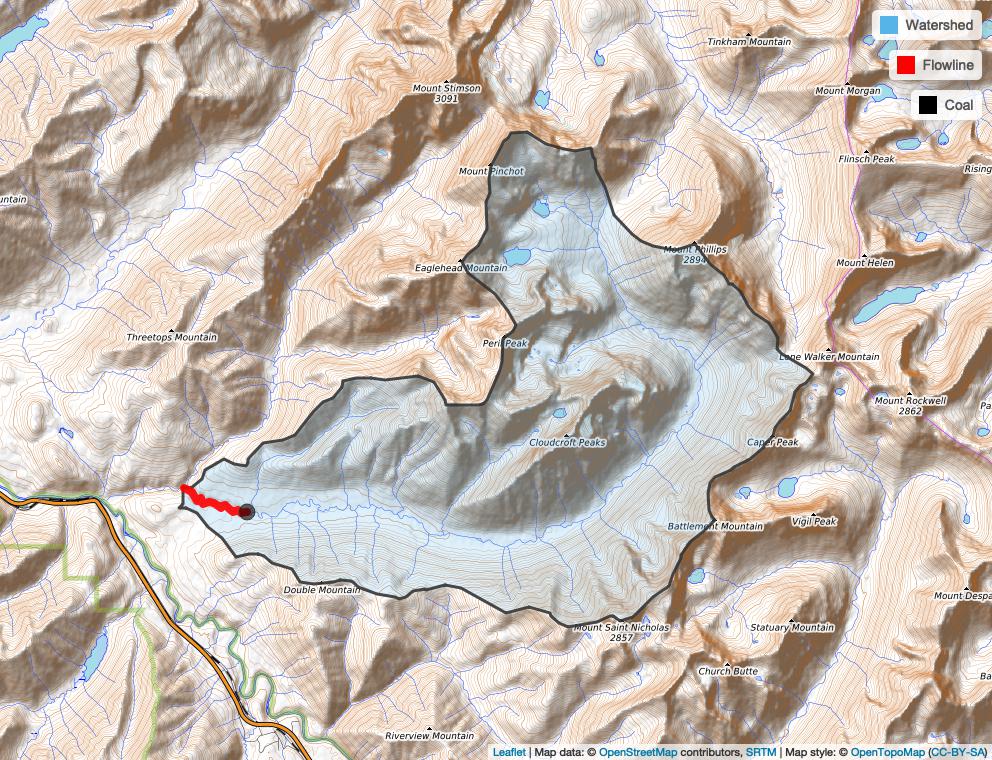 Watershed
Tinkham Mountain
Flowline
Mount Stimson
3091
Mount Morgan
Coal
Flinsch Peak
Mount Pinchot
Rising
untain
Mount Phillips
2894
Mount Helen
Eaglehead Mountain
Threetops Mountain
Peril Peak
Lone Walker Mountain
Mount Rockwell
2862
Pa
Cloudcroft Peaks
Caper Peak
Battlement Mountain
Vigil Peak
Double Mountain
Mount Despa
Mount Saint Nicholas
2857
Statuary Mountain
Church Butte
Ba
Riverview Mountain
Leaflet | Map data: © OpenStreetMap contributors, SRTM | Map style: © OpenTopoMap (CC-BY-SA)